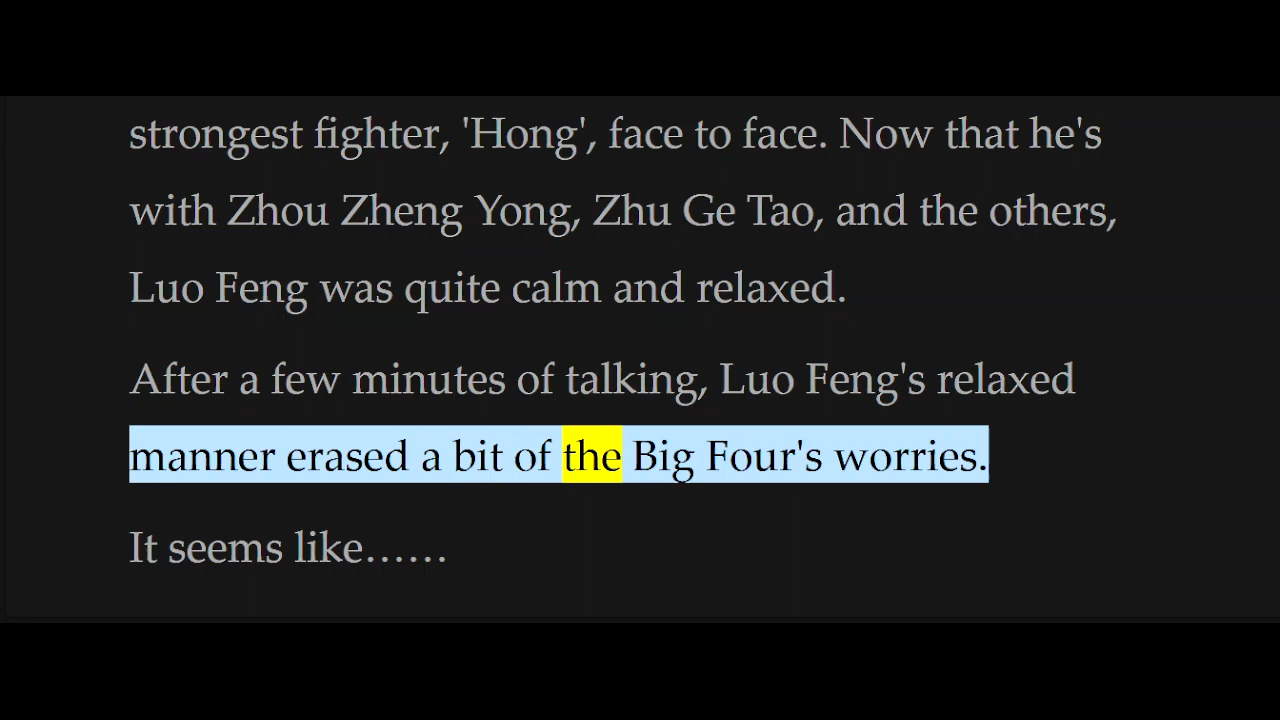 strongest fighter, 'Hong', face to face. Now that he's
with Zhou Zheng Yong, Zhu Ge Tao, and the others,
Luo Feng was quite calm and relaxed.
After a few minutes of talking, Luo Feng's relaxed
manner erased a bit of the Big Four's worries.
It seems like……